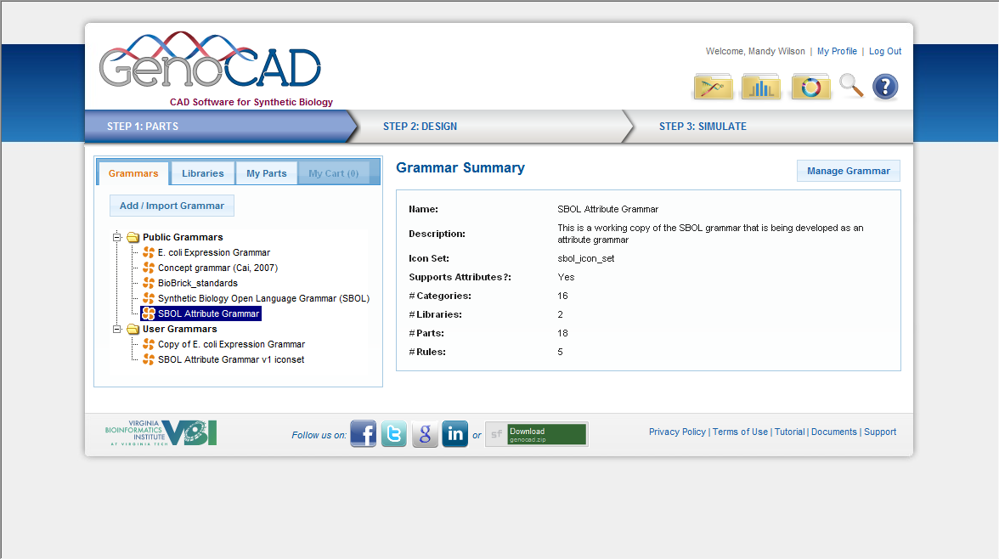 GenoCAD
CAD Software for Synthetic Biology
Welcome, Mandy Wilson | My Profile | Log Out
?
STEP 1: PARTS
STEP 2: DESIGN
STEP 3: SIMULATE
Grammars
Libraries
My Parts
My Cart (0)
Add / Import Grammar
Public Grammars
E. coli Expression Grammar
Concept grammar (Cai, 2007)
BioBrick_standards
Synthetic Biology Open Language Grammar (SBOL)
SBOL Attribute Grammar
User Grammars
Copy of E. coli Expression Grammar
SBOL Attribute Grammar v1 iconset
Grammar Summary
Manage Grammar
Name: SBOL Attribute Grammar
Description: This is a working copy of the SBOL grammar that is being developed as an
attribute grammar
Icon Set: sbol_icon_set
Supports Attributes?: Yes
# Categories: 16
# Libraries: 2
# Parts: 18
# Rules: 5
VIRGINIA
BIOINFORMATICS
INSTITUTE
AT VIRGINIA TECH
VBI
Follow us on:
f
t
g
in
or
sf
Download
genocad.zip
Privacy Policy | Terms of Use | Tutorial | Documents | Support